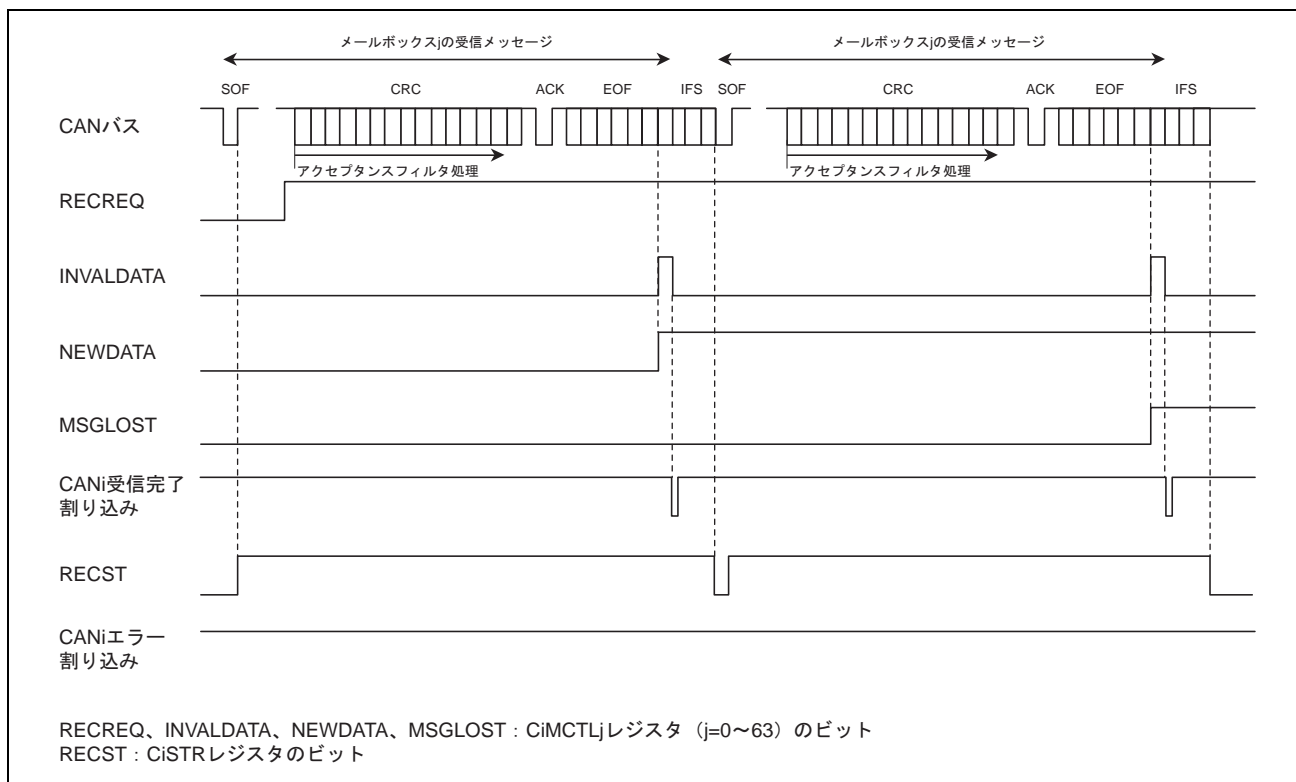 メールボックスjの受信メッセージ メールボックスjの受信メッセージ
SOF CRC ACK EOF IFS SOF CRC ACK EOF IFS
CANバス
アクセプタンスフィルタ処理 アクセプタンスフィルタ処理
RECREQ
INVALDATA
NEWDATA
MSGLOST
CANi受信完了
割り込み
RECST
CANiエラー
割り込み
RECREQ、INVALDATA、NEWDATA、MSGLOST：CiMCTLjレジスタ（j=0～63）のビット
RECST：CiSTRレジスタのビット